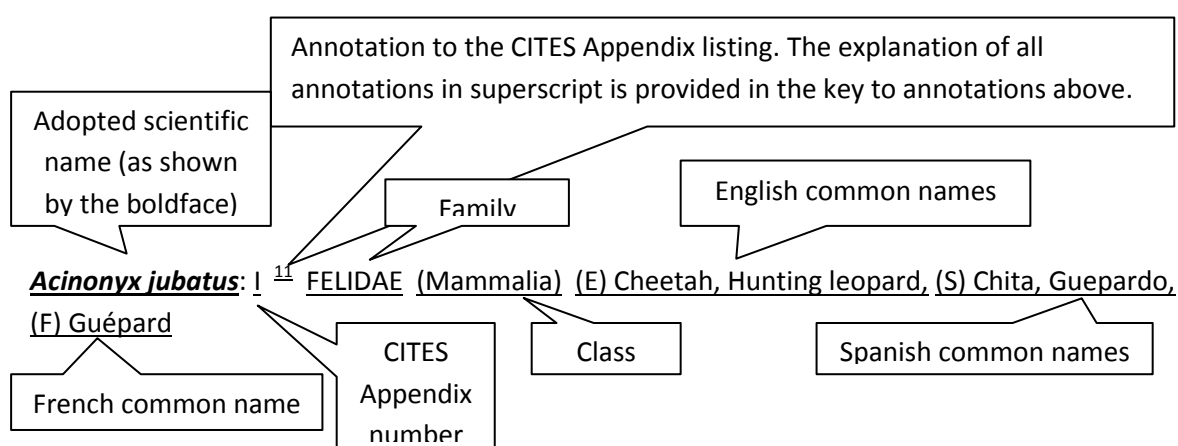 Annotation to the CITES Appendix listing. The explanation of all
annotations in superscript is provided in the key to annotations above.
Adopted scientific
name (as shown
by the boldface)
Family
English common names
Acinonyx jubatus: I 11 FELIDAE (Mammalia) (E) Cheetah, Hunting leopard, (S) Chita, Guepardo,
(F) Guépard
CITES
Appendix
number
Class
Spanish common names
French common name